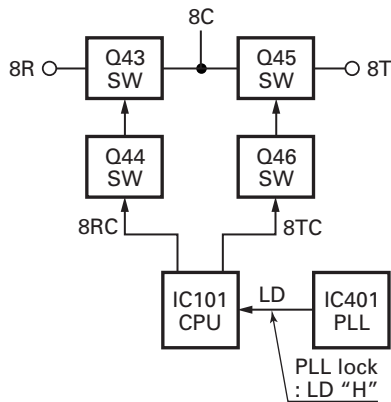 8C
8R
Q43
SW
Q45
SW
8T
Q44
SW
Q46
SW
8RC
8TC
IC101
CPU
LD
IC401
PLL
PLL lock
: LD “H”